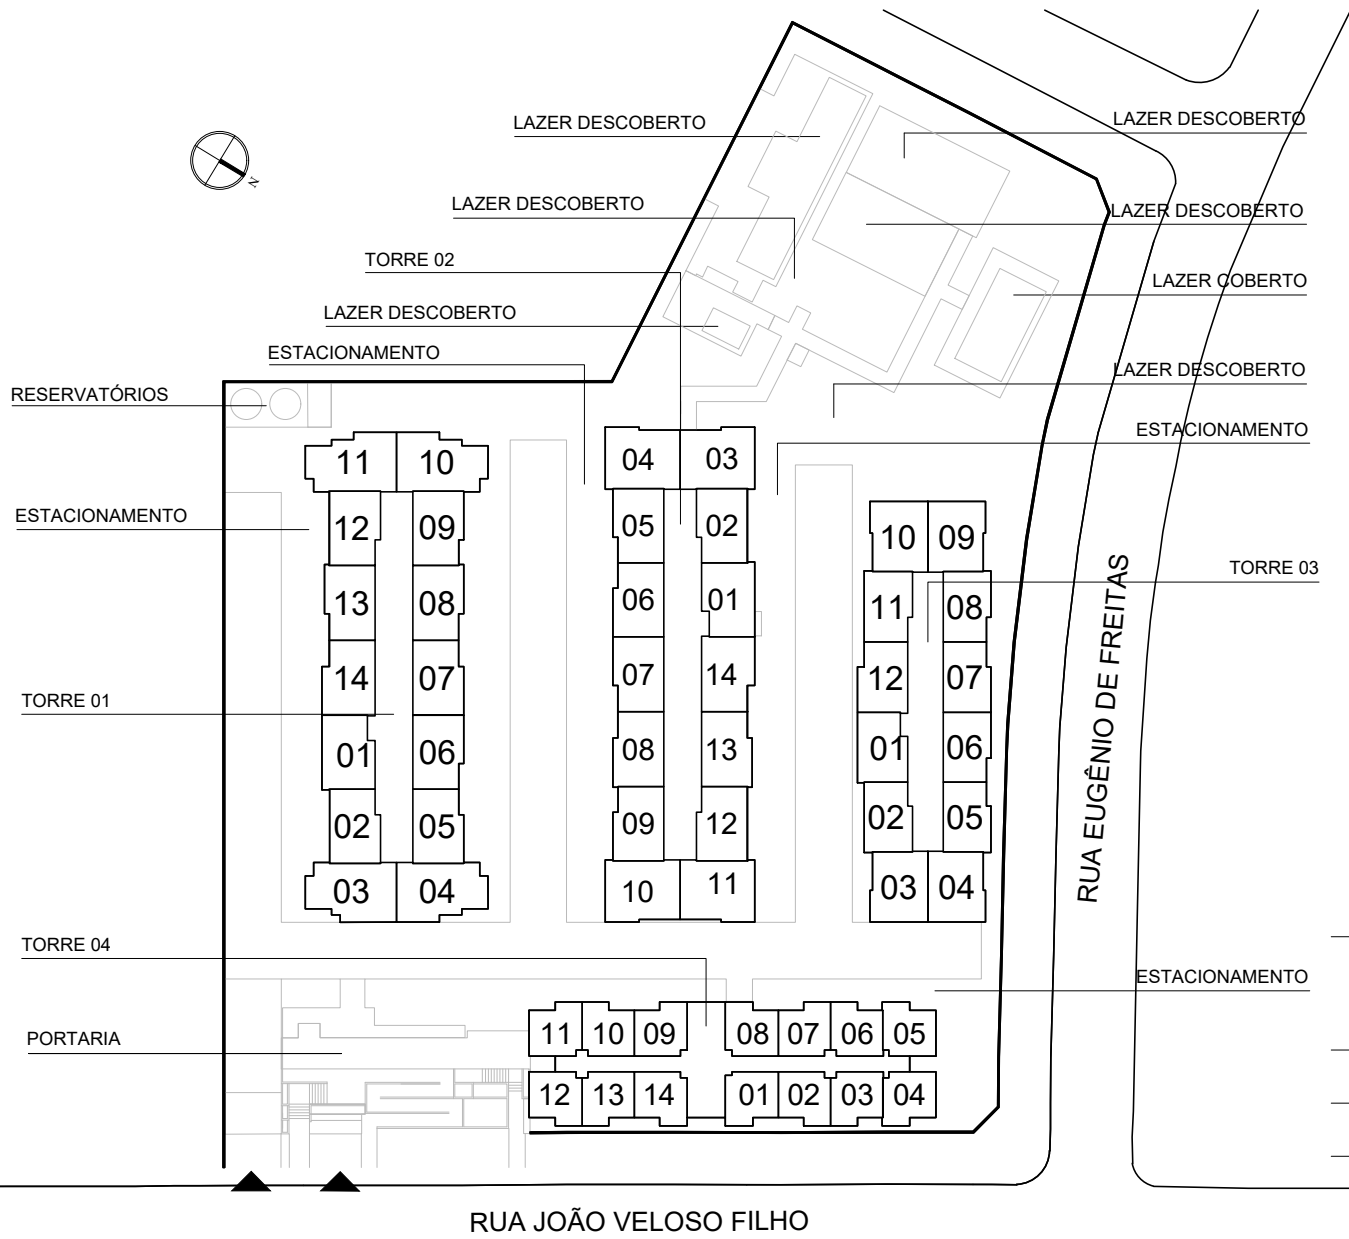 LAZER DESCOBERTO
LAZER DESCOBERTO
N
LAZER DESCOBERTO
LAZER DESCOBERTO
TORRE 02
LAZER COBERTO
LAZER DESCOBERTO
ESTACIONAMENTO
LAZER DESCOBERTO
RESERVATÓRIOS
ESTACIONAMENTO
11 10 04 03
ESTACIONAMENTO
12 09 05 02 10 09
TORRE 03
13 08 06 01 11 08
14 07 07 14 12 07
TORRE 01
01 06 08 13 01 06
02 05 09 12 02 05
03 04 10 11 03 04
RUA EUGÊNIO DE FREITAS
TORRE 04
ESTACIONAMENTO
11 10 09 08 07 06 05
PORTARIA
12 13 14 01 02 03 04
RUA JOÃO VELOSO FILHO